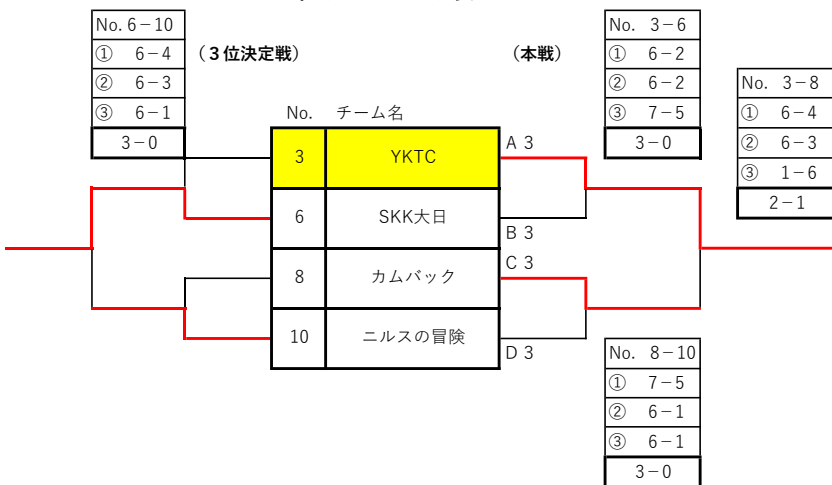 No. 6－10
① 6－4
② 6－3
③ 6－1
3－0
（３位決定戦）
（本戦）
No. 3－6
① 6－2
② 6－2
③ 7－5
3－0
No. 3－8
① 6－4
② 6－3
③ 1－6
2－1
No. チーム名
3 YKTC A 3
6 SKK大日 B 3
8 カムバック C 3
10 ニルスの冒険 D 3
No. 8－10
① 7－5
② 6－1
③ 6－1
3－0